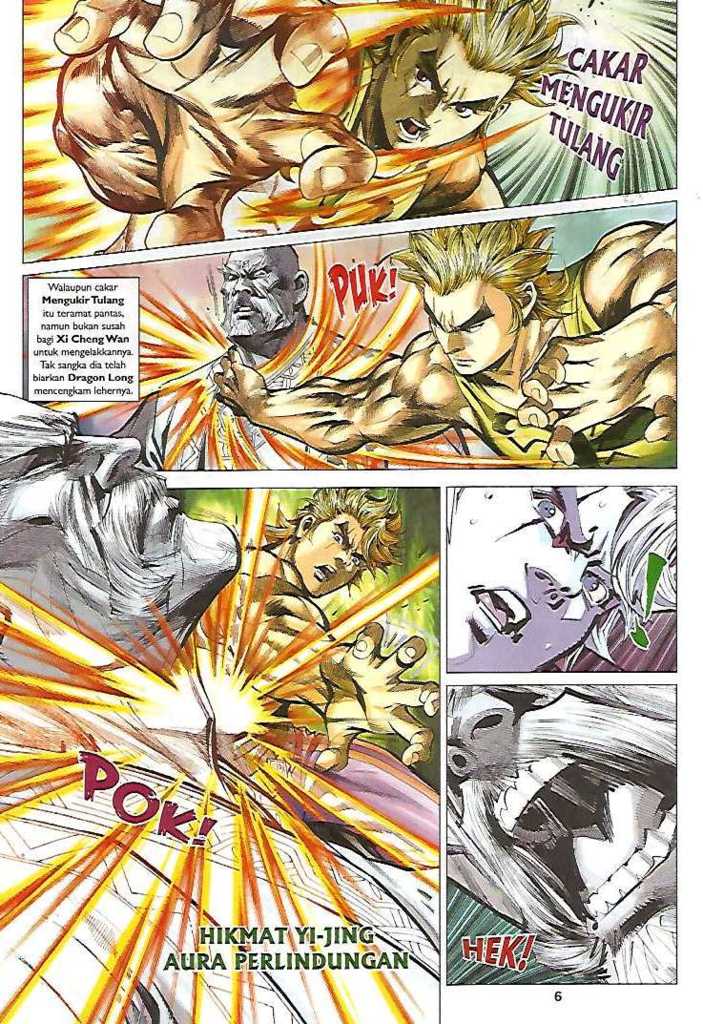 CAKAR
MENGUKIR
TULANG
Walaupun cakar
Mengukir Tulang
itu teramat pantas,
namun bukan susah
bagi Xi Cheng Wan
untuk mengelakkannya.
Tak sangka dia telah
biarkan Dragon Long
mencengkam lehernya.
PUK!
POK!
HIKMAT YI-JING
AURA PERLINDUNGAN
!
HEK!
6